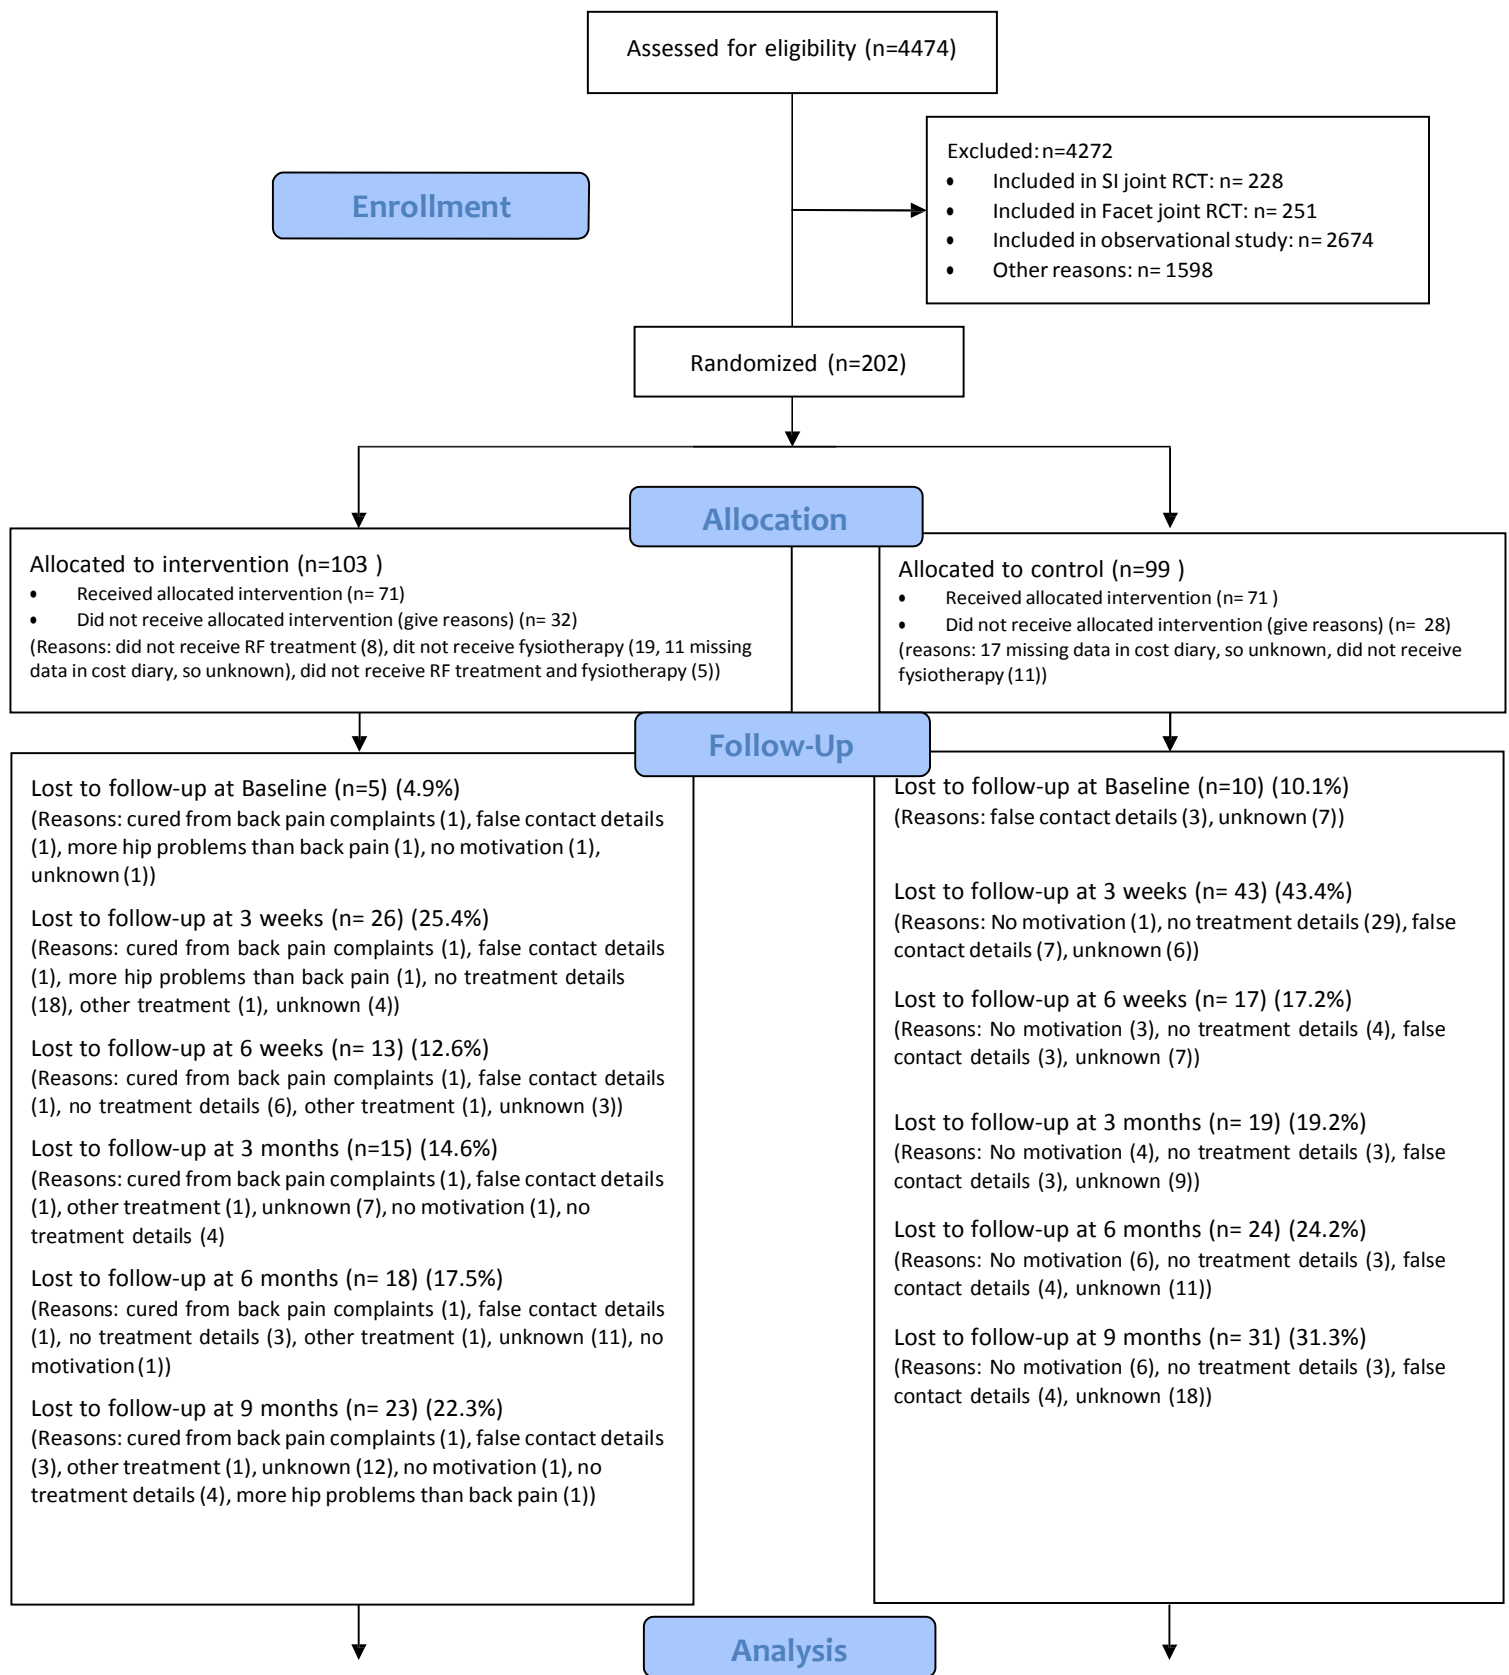 Assessed for eligibility (n=4474)
Excluded: n=4272
• Included in SI joint RCT: n= 228
• Included in Facet joint RCT: n= 251
• Included in observational study: n= 2674
• Other reasons: n= 1598
Enrollment
Randomized (n=202)
Allocation
Allocated to intervention (n=103 )
• Received allocated intervention (n= 71)
• Did not receive allocated intervention (give reasons) (n= 32)
(Reasons: did not receive RF treatment (8), dit not receive fysiotherapy (19, 11 missing
data in cost diary, so unknown), did not receive RF treatment and fysiotherapy (5))
Allocated to control (n=99 )
• Received allocated intervention (n= 71 )
• Did not receive allocated intervention (give reasons) (n= 28)
(reasons: 17 missing data in cost diary, so unknown, did not receive
fysiotherapy (11))
Follow-Up
Lost to follow-up at Baseline (n=5) (4.9%)
(Reasons: cured from back pain complaints (1), false contact details
(1), more hip problems than back pain (1), no motivation (1),
unknown (1))
Lost to follow-up at 3 weeks (n= 26) (25.4%)
(Reasons: cured from back pain complaints (1), false contact details
(1), more hip problems than back pain (1), no treatment details
(18), other treatment (1), unknown (4))
Lost to follow-up at 6 weeks (n= 13) (12.6%)
(Reasons: cured from back pain complaints (1), false contact details
(1), no treatment details (6), other treatment (1), unknown (3))
Lost to follow-up at 3 months (n=15) (14.6%)
(Reasons: cured from back pain complaints (1), false contact details
(1), other treatment (1), unknown (7), no motivation (1), no
treatment details (4)
Lost to follow-up at 6 months (n= 18) (17.5%)
(Reasons: cured from back pain complaints (1), false contact details
(1), no treatment details (3), other treatment (1), unknown (11), no
motivation (1))
Lost to follow-up at 9 months (n= 23) (22.3%)
(Reasons: cured from back pain complaints (1), false contact details
(3), other treatment (1), unknown (12), no motivation (1), no
treatment details (4), more hip problems than back pain (1))
Lost to follow-up at Baseline (n=10) (10.1%)
(Reasons: false contact details (3), unknown (7))
Lost to follow-up at 3 weeks (n= 43) (43.4%)
(Reasons: No motivation (1), no treatment details (29), false
contact details (7), unknown (6))
Lost to follow-up at 6 weeks (n= 17) (17.2%)
(Reasons: No motivation (3), no treatment details (4), false
contact details (3), unknown (7))
Lost to follow-up at 3 months (n= 19) (19.2%)
(Reasons: No motivation (4), no treatment details (3), false
contact details (3), unknown (9))
Lost to follow-up at 6 months (n= 24) (24.2%)
(Reasons: No motivation (6), no treatment details (3), false
contact details (4), unknown (11))
Lost to follow-up at 9 months (n= 31) (31.3%)
(Reasons: No motivation (6), no treatment details (3), false
contact details (4), unknown (18))
Analysis